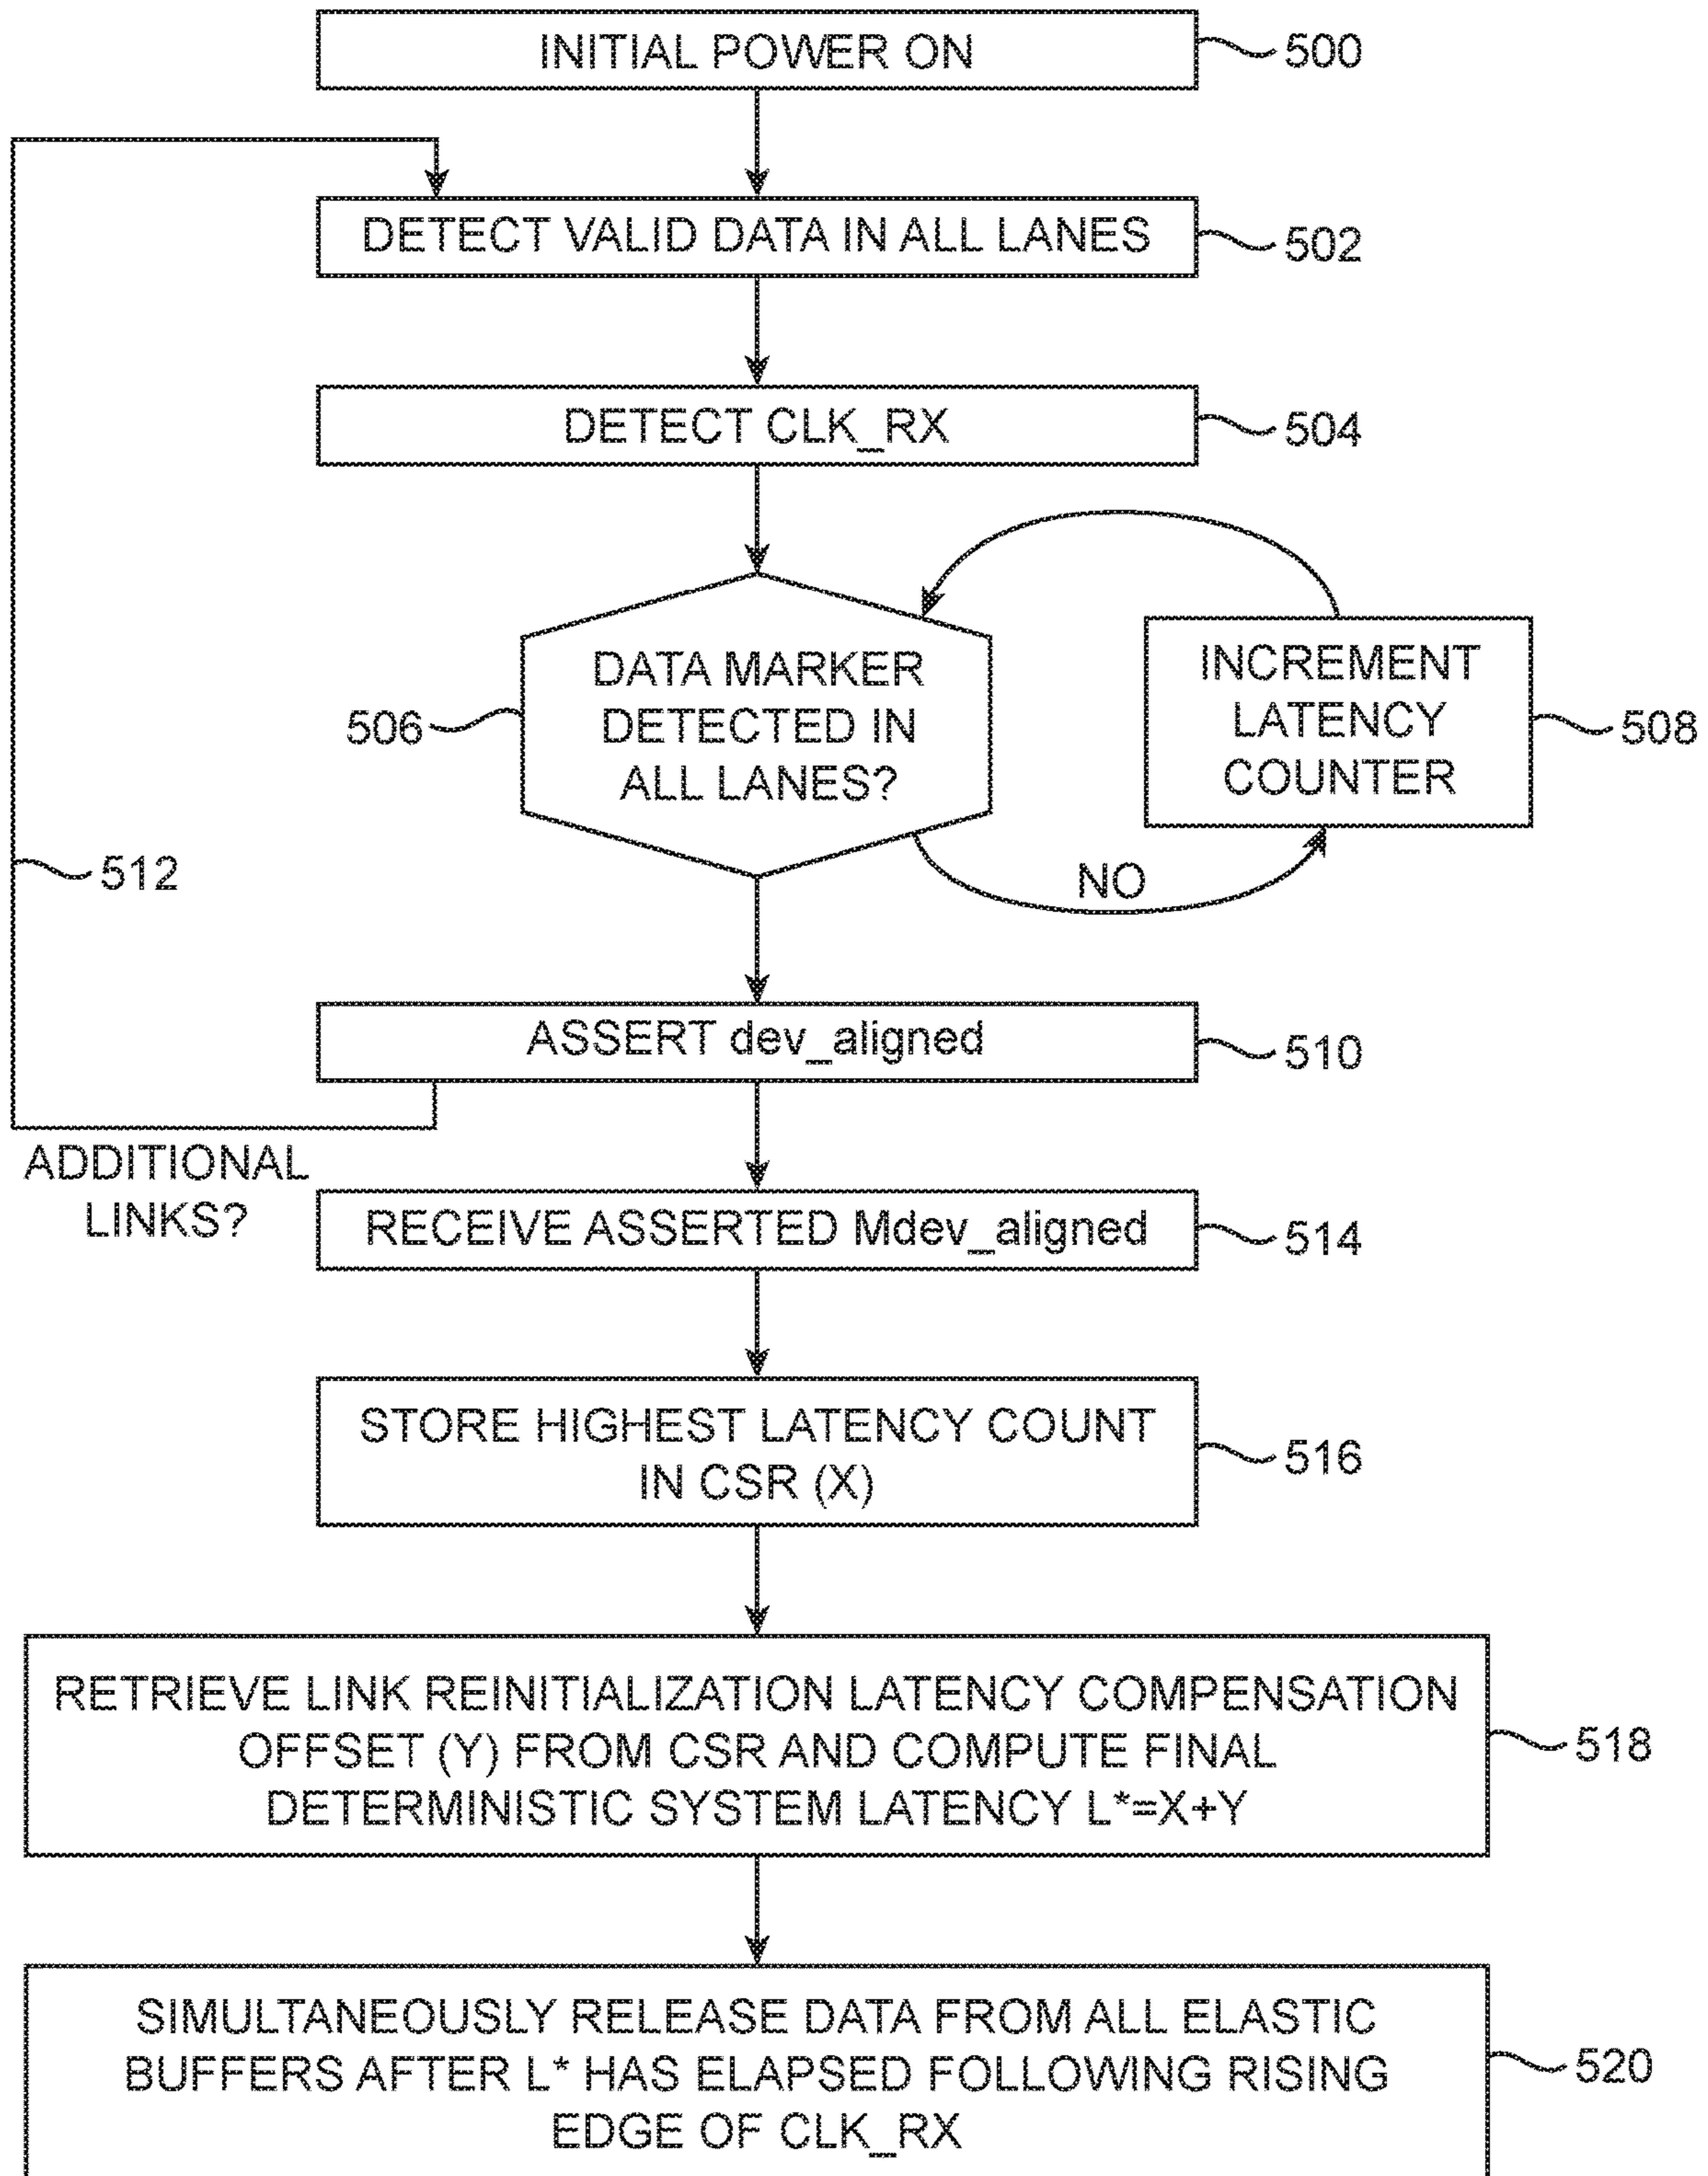 INITIAL POWER ON
500
DETECT VALID DATA IN ALL LANES
502
DETECT CLK_RX
504
DATA MARKER
DETECTED IN
ALL LANES?
506
INCREMENT
LATENCY
COUNTER
508
NO
512
ASSERT dev_aligned
510
ADDITIONAL
LINKS?
RECEIVE ASSERTED Mdev_aligned
514
STORE HIGHEST LATENCY COUNT
IN CSR (X)
516
RETRIEVE LINK REINITIALIZATION LATENCY COMPENSATION
OFFSET (Y) FROM CSR AND COMPUTE FINAL
DETERMINISTIC SYSTEM LATENCY L*=X+Y
518
SIMULTANEOUSLY RELEASE DATA FROM ALL ELASTIC
BUFFERS AFTER L* HAS ELAPSED FOLLOWING RISING
EDGE OF CLK_RX
520